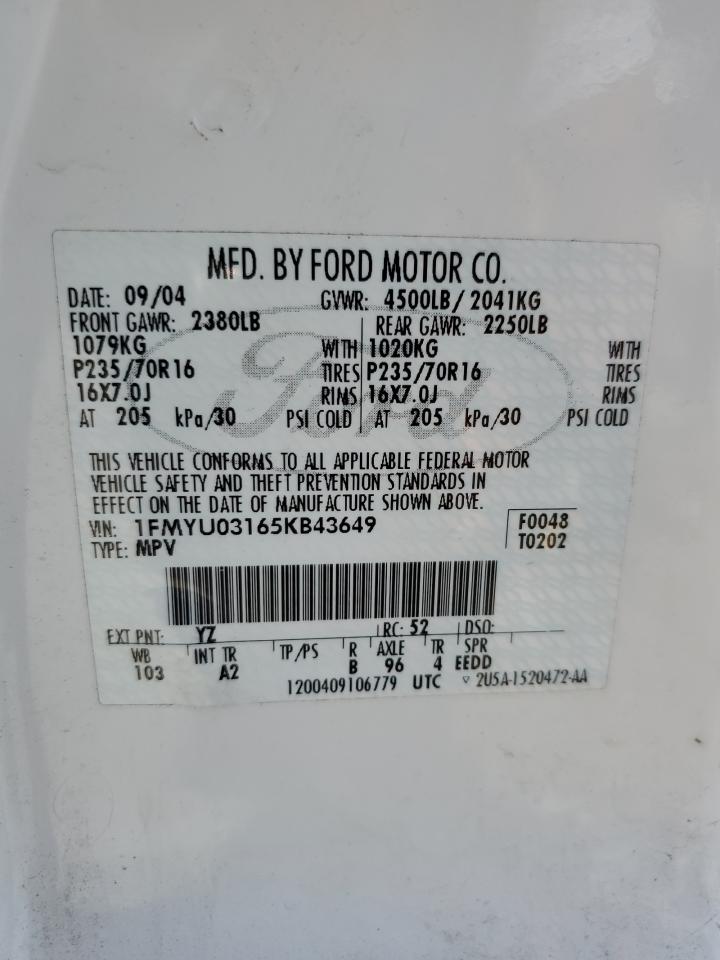 MFD. BY FORD MOTOR CO.
DATE: 09/04 GVWR: 4500LB/ 2041KG
FRONT GAWR: 2380LB REAR GAWR: 2250LB
1079KG WITH 1020KG WITH
P235/70R16 TIRES P235/70R16 TIRES
16X7.0J RIMS 16X7.0J RIMS
AT 205 kPa/30 PSI COLD AT 205 kPa/30 PSI COLD
Ford
THIS VEHICLE CONFORMS TO ALL APPLICABLE FEDERAL MOTOR
VEHICLE SAFETY AND THEFT PREVENTION STANDARDS IN
EFFECT ON THE DATE OF MANUFACTURE SHOWN ABOVE.
VIN: 1FMYU03165KB43649 F0048
TYPE: MPV T0202
EXT PNT: YZ RC: 52 DSO:
WB INT TR TP/PS R AXLE TR SPR
103 A2 B 96 4 EEDD
1200409106779 UTC 2U5A-1520472-AA